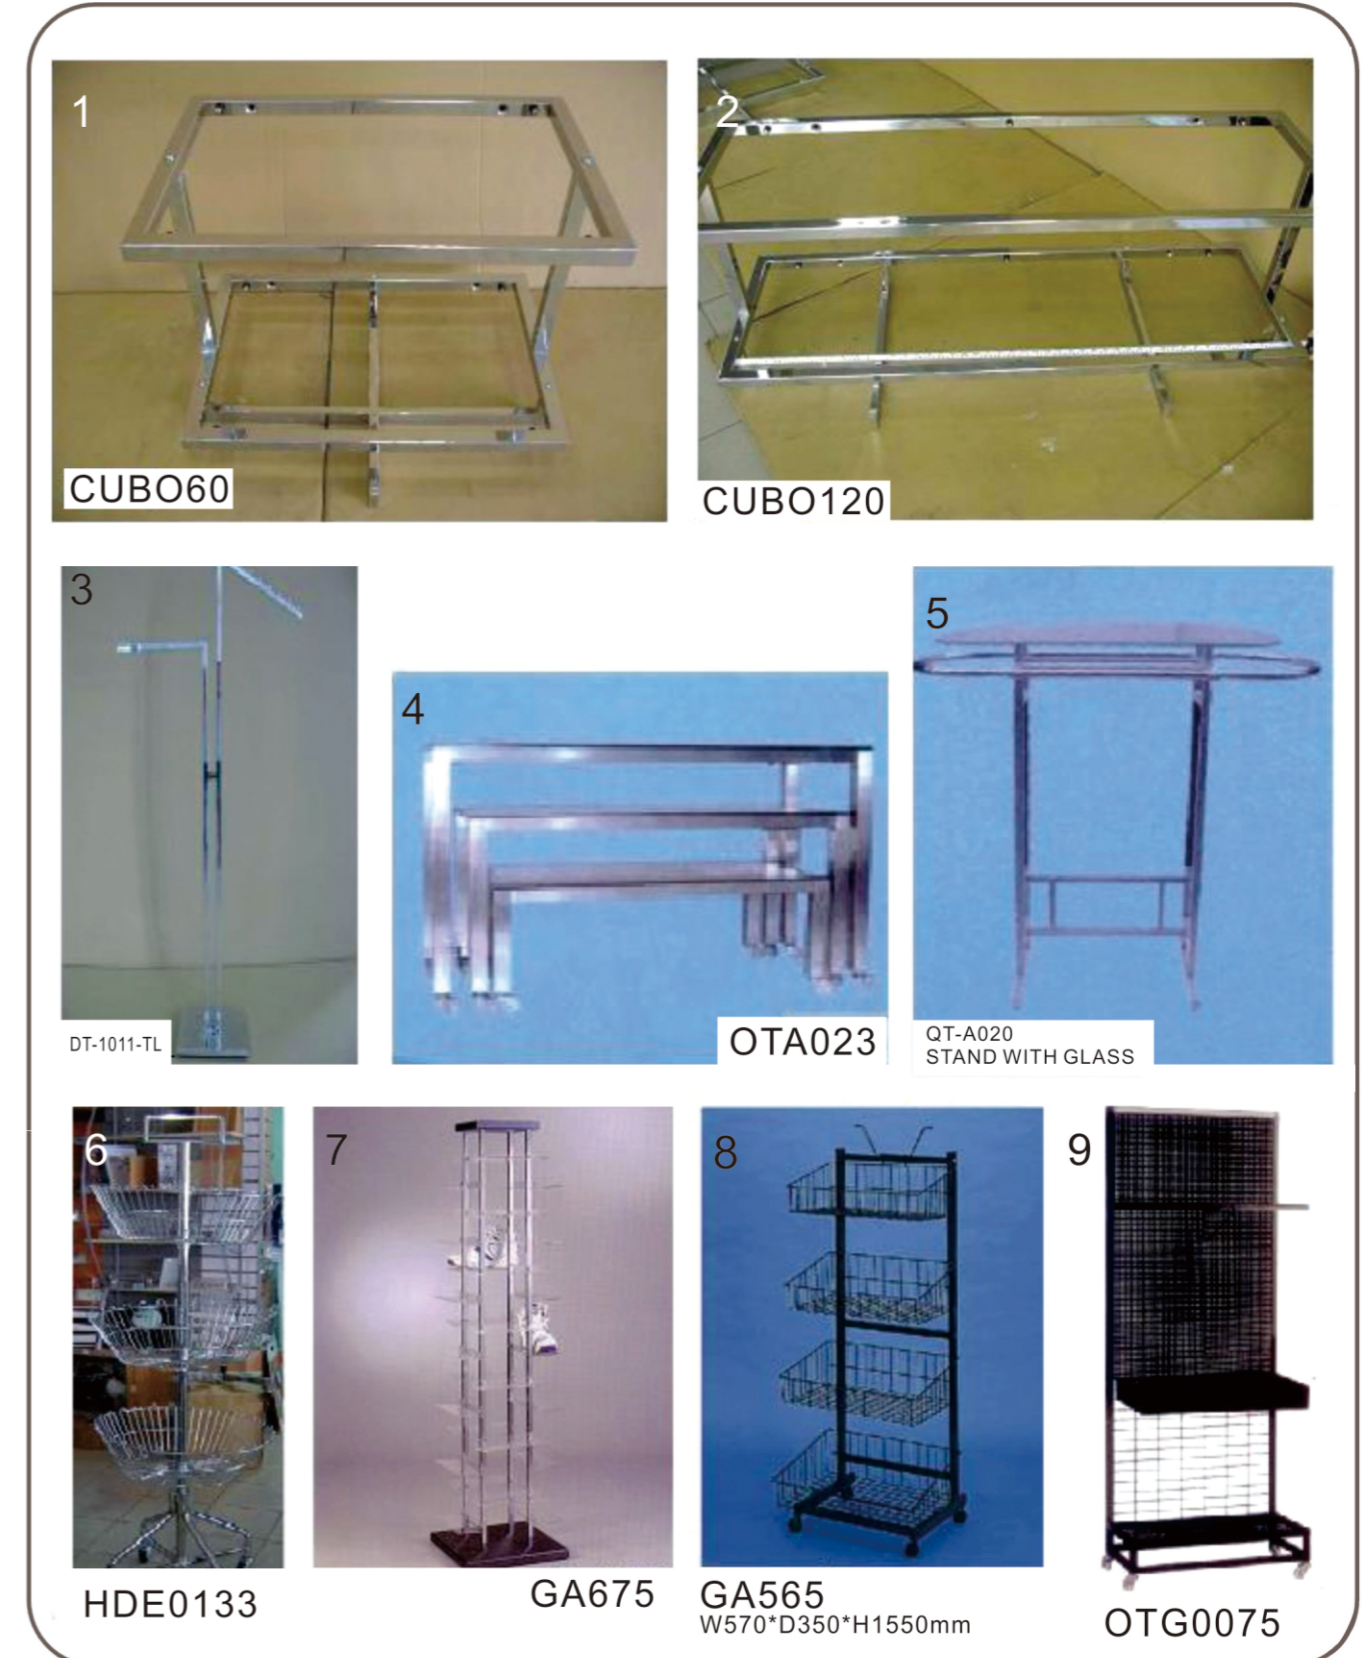 1
2
CUBO60
CUBO120
3
4
5
DT-1011-TL
OTA023
QT-A020
STAND WITH GLASS
6
7
8
9
HDE0133
GA675
GA565
W570*D350*H1550mm
OTG0075